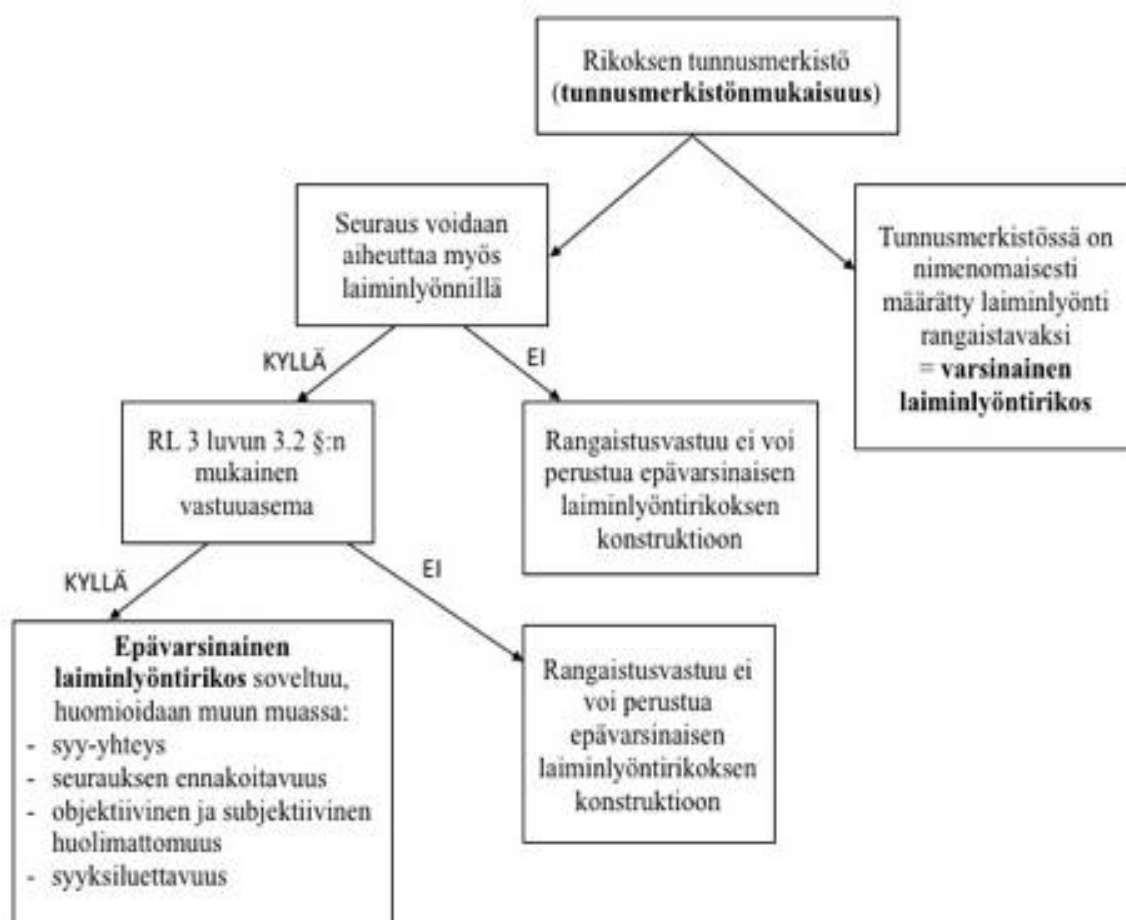 Rikoksen tunnusmerkistö
(tunnusmerkistönmukaisuus)
Seuraus voidaan
aiheuttaa myös
laiminlyönnillä
Tunnusmerkistössä on
nimenomaisesti
määrätty laiminlyönti
rangaistavaksi
= varsinainen
laiminlyöntirikos
KYLLÄ
EI
RL 3 luvun 3.2 §:n
mukainen
vastuuasema
Rangaistusvastuu ei voi
perustua epävarsinaisen
laiminlyöntirikoksen
konstruktioon
KYLLÄ
EI
Epävarsinainen
laiminlyöntirikos soveltuu,
huomioidaan muun muassa:
- syy-yhteys
- seurauksen ennakoitavuus
- objektiivinen ja subjektiivinen
huolimattomuus
- syyksiluettavuus
Rangaistusvastuu ei
voi perustua
epävarsinaisen
laiminlyöntirikoksen
konstruktioon